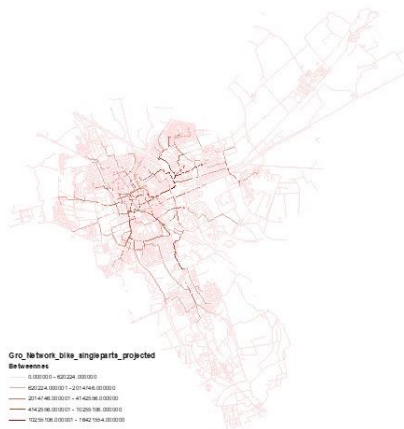 Gro_Network_bike_singleparts_projected
Betweennes
0.000000 - 620224.000000
620224.000001 - 2014746.000000
2014746.000001 - 4142586.000000
4142586.000001 - 10255106.000000
10255106.000001 - 18421554.000000